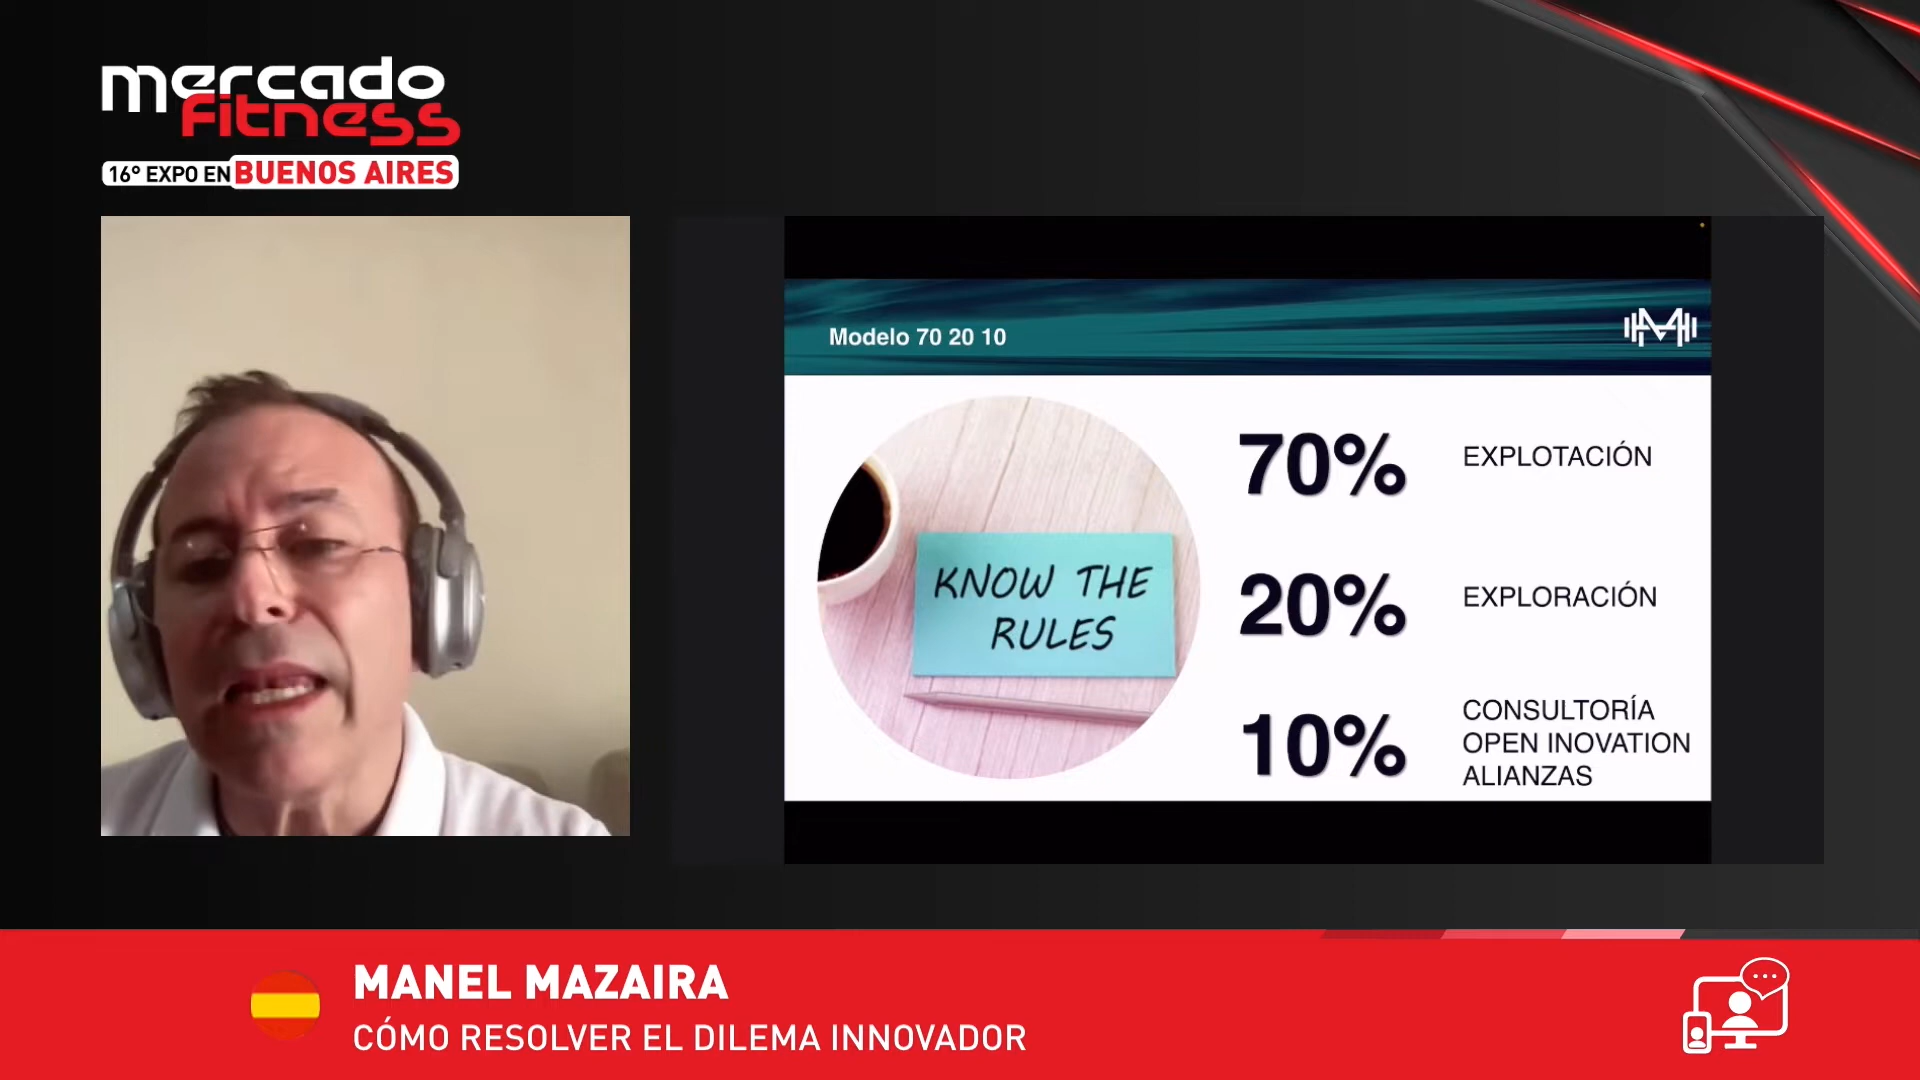 mercado
fitness
16° EXPO EN BUENOS AIRES
Modelo 70 20 10
KNOW THE
RULES
70%
EXPLOTACIÓN
20%
EXPLORACIÓN
10%
CONSULTORÍA
OPEN INOVATION
ALIANZAS
MANEL MAZAIRA
CÓMO RESOLVER EL DILEMA INNOVADOR